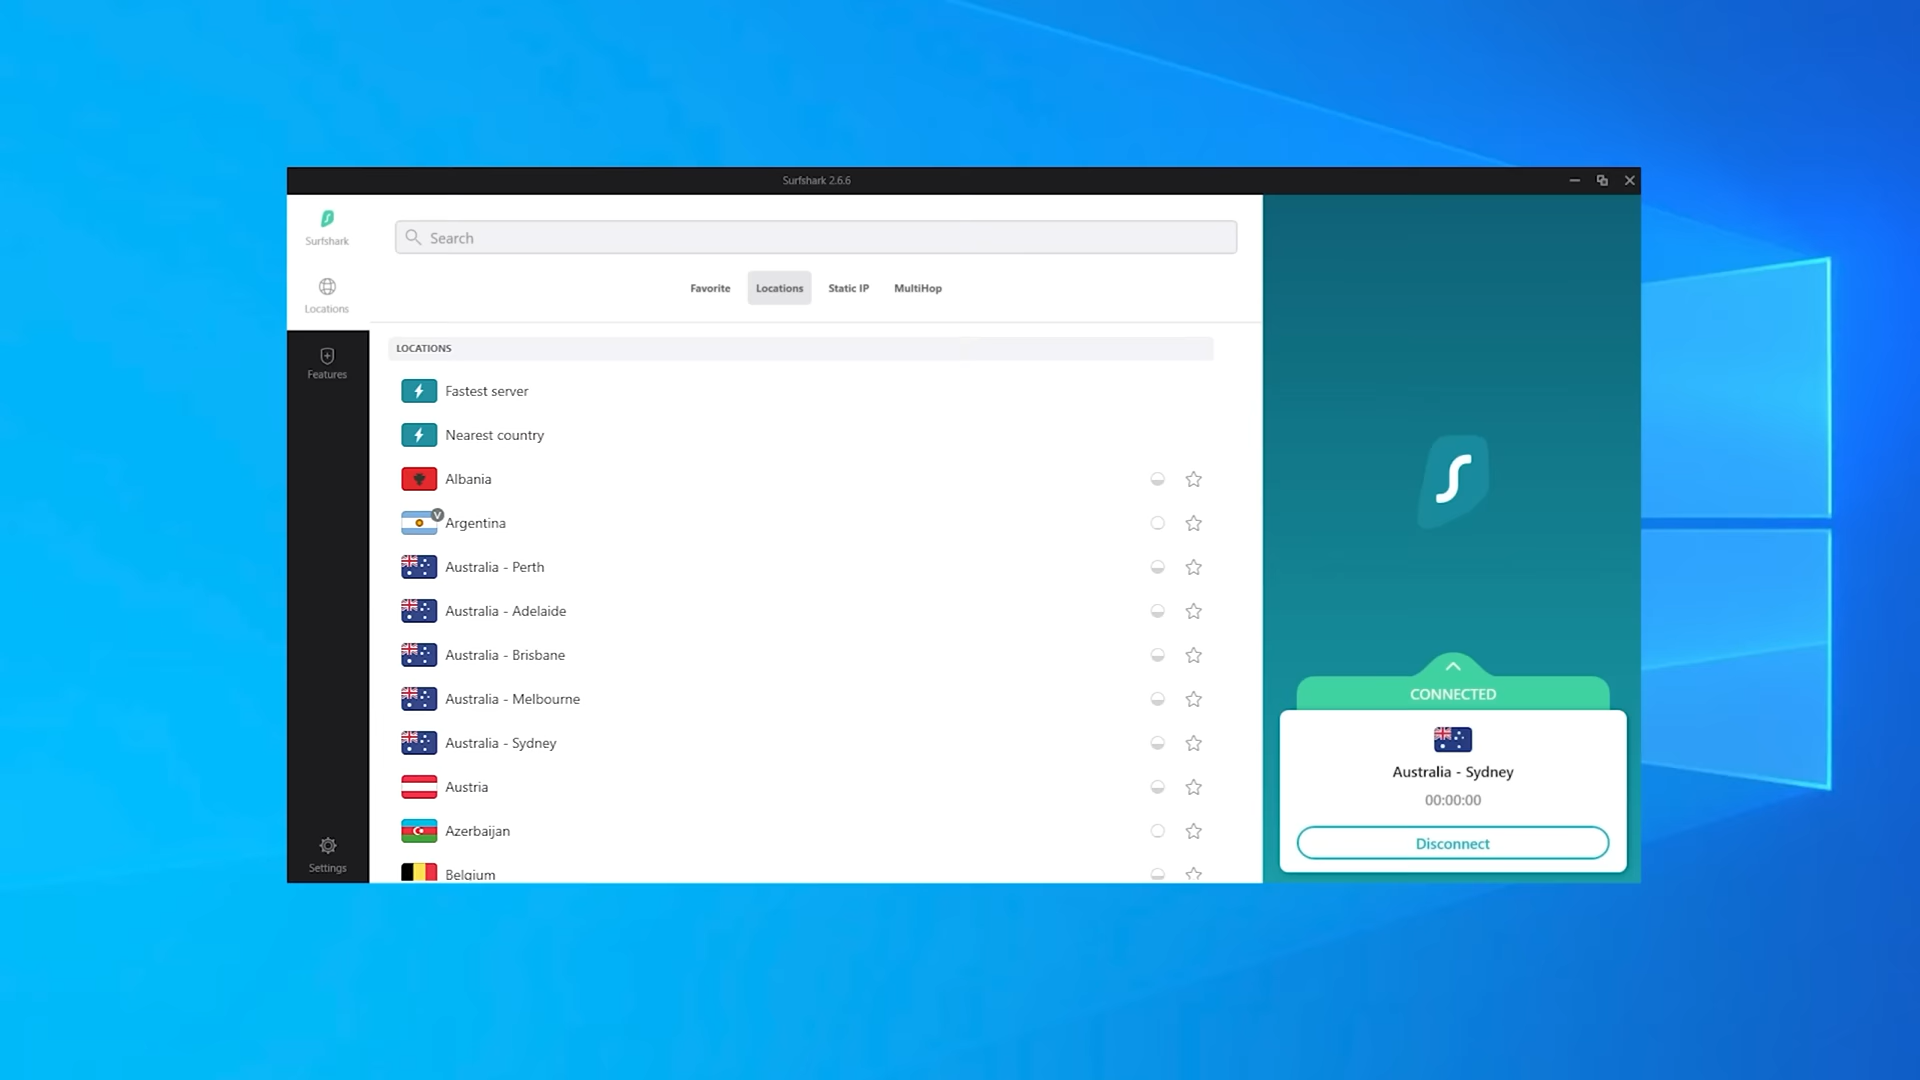 Surfshark 2.6.6
Surfshark
Locations
Features
Settings
Search
Favorite Locations Static IP MultiHop
LOCATIONS
Fastest server
Nearest country
Albania
V
Argentina
Australia - Perth
Australia - Adelaide
Australia - Brisbane
Australia - Melbourne
Australia - Sydney
Austria
Azerbaijan
Belgium
CONNECTED
Australia - Sydney
00:00:00
Disconnect